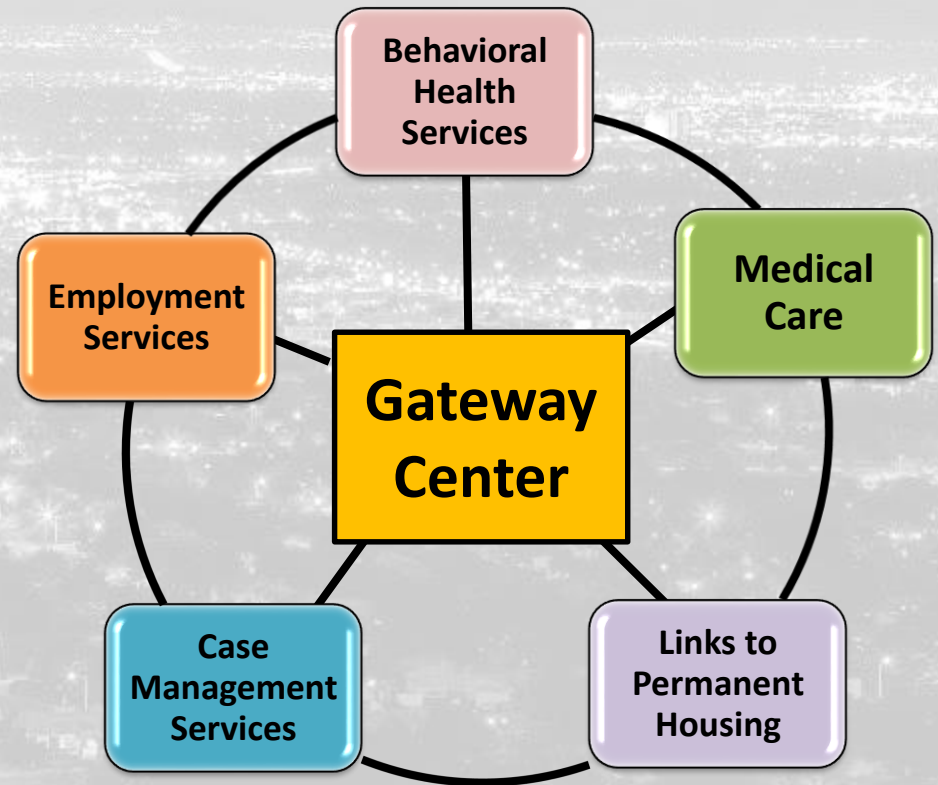 Behavioral
Health
Services
Medical
Care
Employment
Services
Gateway
Center
Case
Management
Services
Links to
Permanent
Housing